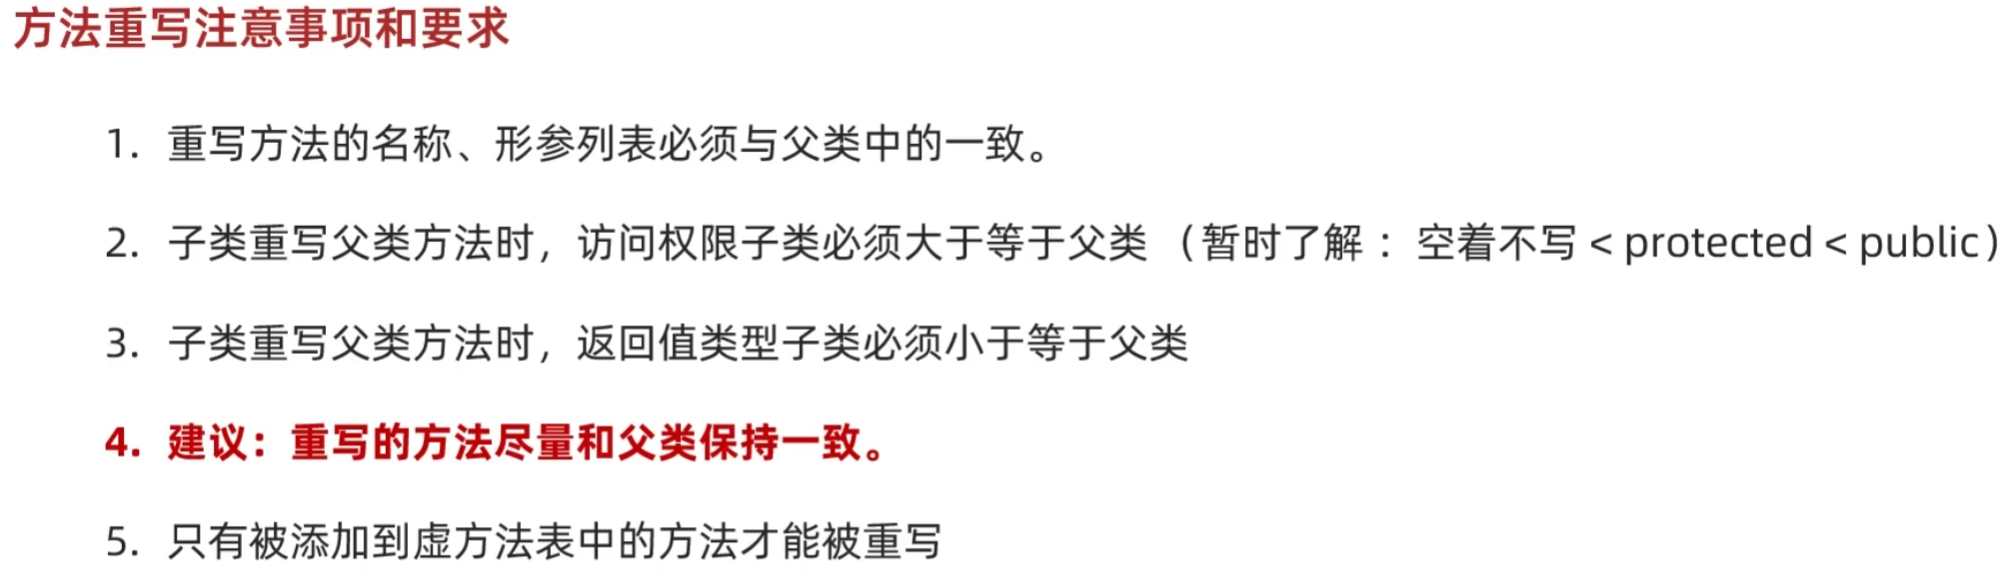 方法重写注意事项和要求
1. 重写方法的名称、形参列表必须与父类中的一致。
2. 子类重写父类方法时，访问权限子类必须大于等于父类（暂时了解：空着不写<protected<public）
3. 子类重写父类方法时，返回值类型子类必须小于等于父类
4. 建议：重写的方法尽量和父类保持一致。
5. 只有被添加到虚方法表中的方法才能被重写